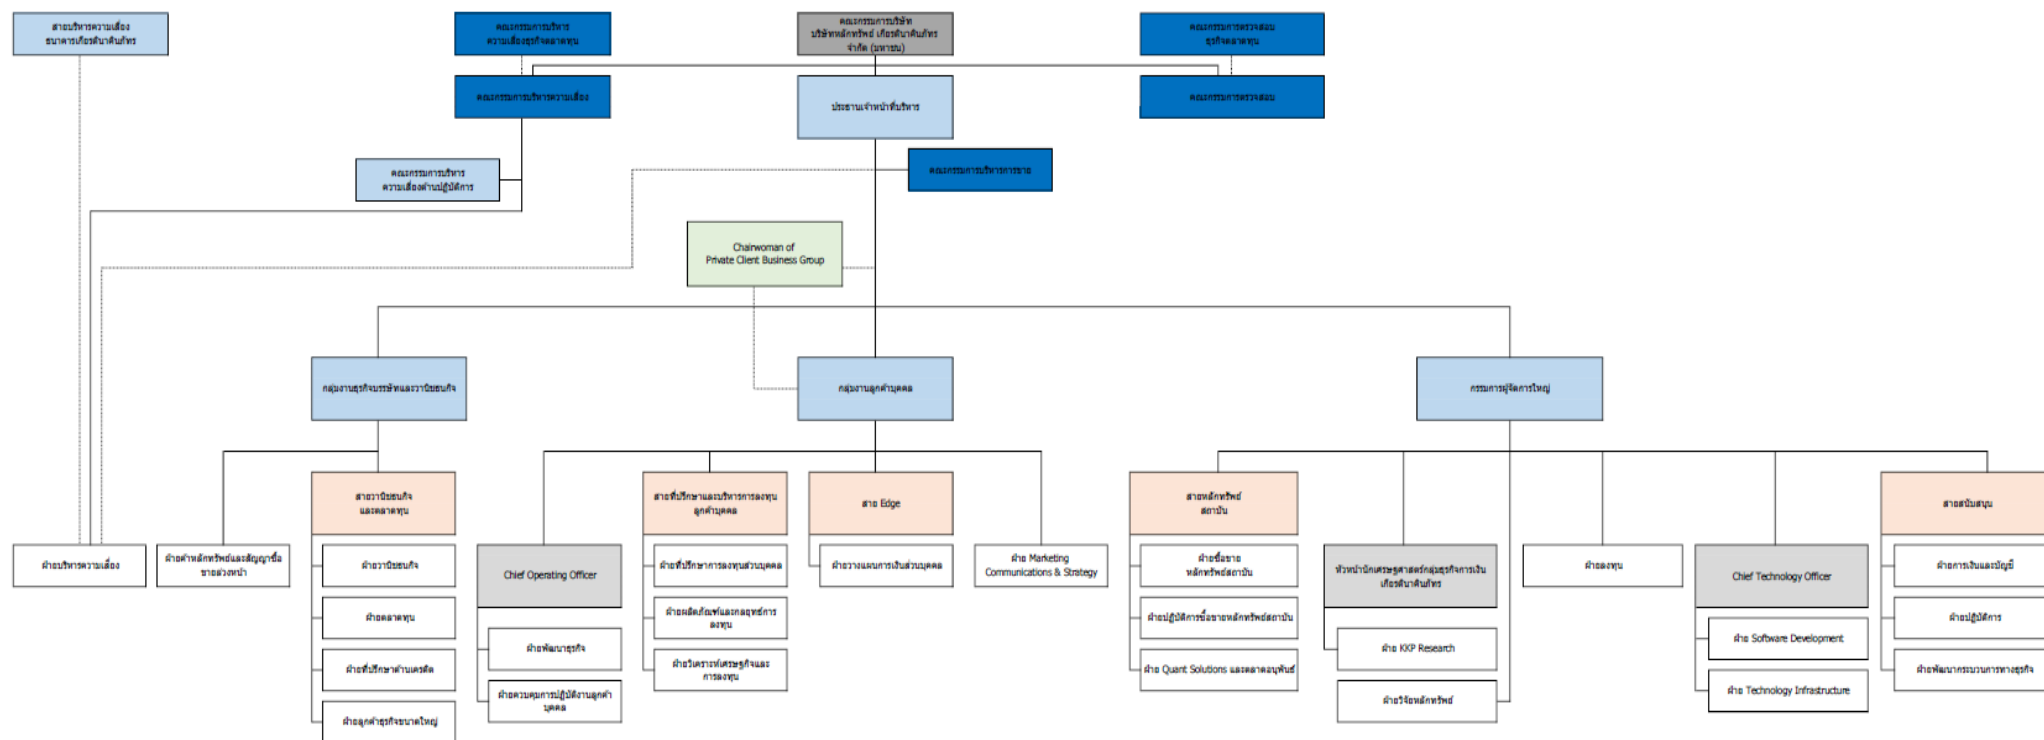 สายบริหารความเสี่ยง
ธนาคารเกียรตินาคินภัทร
คณะกรรมการบริหาร
ความเสี่ยงธุรกิจตลาดทุน
คณะกรรมการบริษัท
บริษัทหลักทรัพย์ เกียรตินาคินภัทร
จำกัด (มหาชน)
คณะกรรมการตรวจสอบ
ธุรกิจตลาดทุน
คณะกรรมการบริหารความเสี่ยง
ประธานเจ้าหน้าที่บริหาร
คณะกรรมการตรวจสอบ
คณะกรรมการบริหาร
ความเสี่ยงด้านปฏิบัติการ
คณะกรรมการบริหารการขาย
Chairwoman of
Private Client Business Group
กลุ่มงานธุรกิจบรรษัทและวานิชธนกิจ
กลุ่มงานลูกค้าบุคคล
กรรมการผู้จัดการใหญ่
สายวานิชธนกิจ
และตลาดทุน
สายที่ปรึกษาและบริหารการลงทุน
ลูกค้าบุคคล
สาย Edge
สายหลักทรัพย์
สถาบัน
สายสนับสนุน
ฝ่ายบริหารความเสี่ยง
ฝ่ายค้าหลักทรัพย์และสัญญาซื้อ
ขายล่วงหน้า
ฝ่ายวานิชธนกิจ
Chief Operating Officer
ฝ่ายที่ปรึกษาการลงทุนส่วนบุคคล
ฝ่ายวางแผนการเงินส่วนบุคคล
ฝ่าย Marketing
Communications & Strategy
ฝ่ายซื้อขาย
หลักทรัพย์สถาบัน
หัวหน้านักเศรษฐศาสตร์กลุ่มธุรกิจการเงิน
เกียรตินาคินภัทร
ฝ่ายลงทุน
Chief Technology Officer
ฝ่ายการเงินและบัญชี
ฝ่ายตลาดทุน
ฝ่ายผลิตภัณฑ์และกลยุทธ์การ
ลงทุน
ฝ่ายปฏิบัติการซื้อขายหลักทรัพย์สถาบัน
ฝ่ายปฏิบัติการ
ฝ่ายพัฒนาธุรกิจ
ฝ่าย KKP Research
ฝ่าย Software Development
ฝ่ายที่ปรึกษาด้านเครดิต
ฝ่ายวิเคราะห์เศรษฐกิจและ
การลงทุน
ฝ่าย Quant Solutions และตลาดอนุพันธ์
ฝ่ายพัฒนากระบวนการทางธุรกิจ
ฝ่ายควบคุมการปฏิบัติงานลูกค้า
บุคคล
ฝ่ายวิจัยหลักทรัพย์
ฝ่าย Technology Infrastructure
ฝ่ายลูกค้าธุรกิจขนาดใหญ่